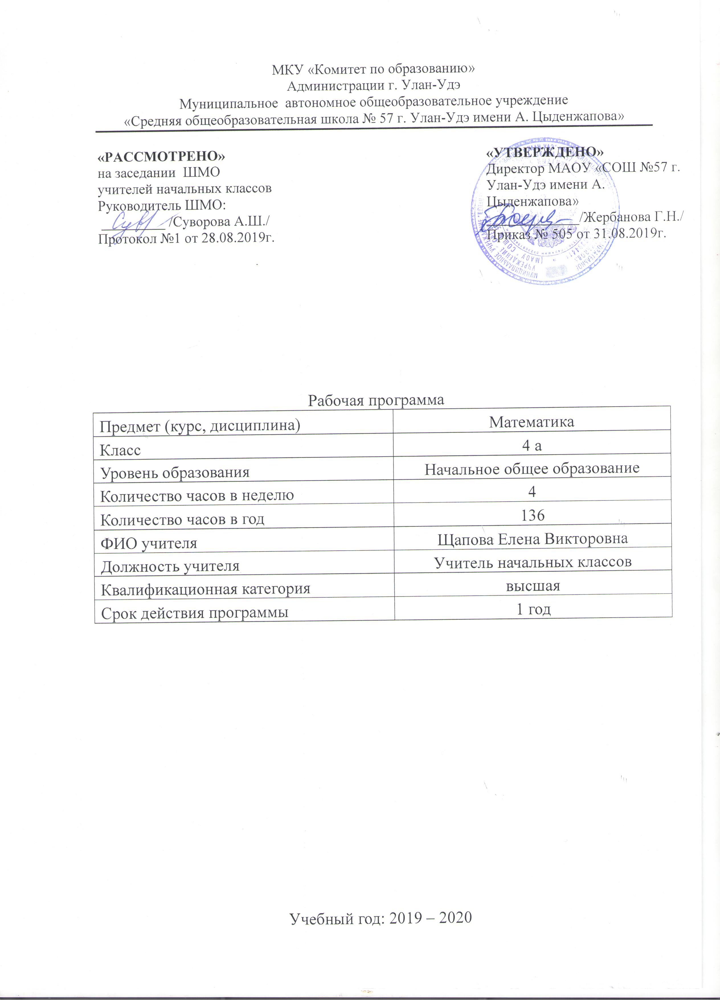 МКУ «Комитет по образованию»
Администрации г. Улан-Удэ
Муниципальное автономное общеобразовательное учреждение
«Средняя общеобразовательная школа № 57 г. Улан-Удэ имени А. Цыденжапова»
«РАССМОТРЕНО»
на заседании ШМО
учителей начальных классов
Руководитель ШМО:
/Суворова А.Ш./
Протокол №1 от 28.08.2019г.
«УТВЕРЖДЕНО»
Директор МАОУ «СОШ №57 г.
Улан-Удэ имени А.
Цыденжапова»
/Жербанова Г.Н./
Приказ № 505 от 31.08.2019г.
Рабочая программа
Предмет (курс, дисциплина) Математика
Класс 4 а
Уровень образования Начальное общее образование
Количество часов в неделю 4
Количество часов в год 136
ФИО учителя Щапова Елена Викторовна
Должность учителя Учитель начальных классов
Квалификационная категория высшая
Срок действия программы 1 год
Учебный год: 2019 – 2020